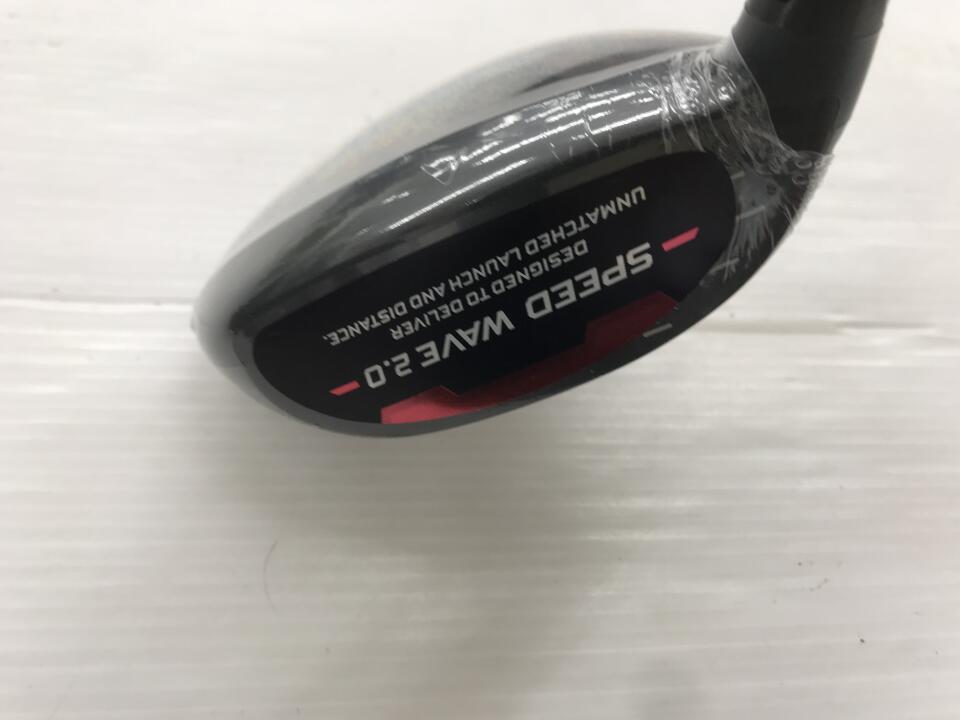 SPEED WAVE 2.0
DESIGNED TO DELIVER
UNMATCHED LAUNCH AND DISTANCE.